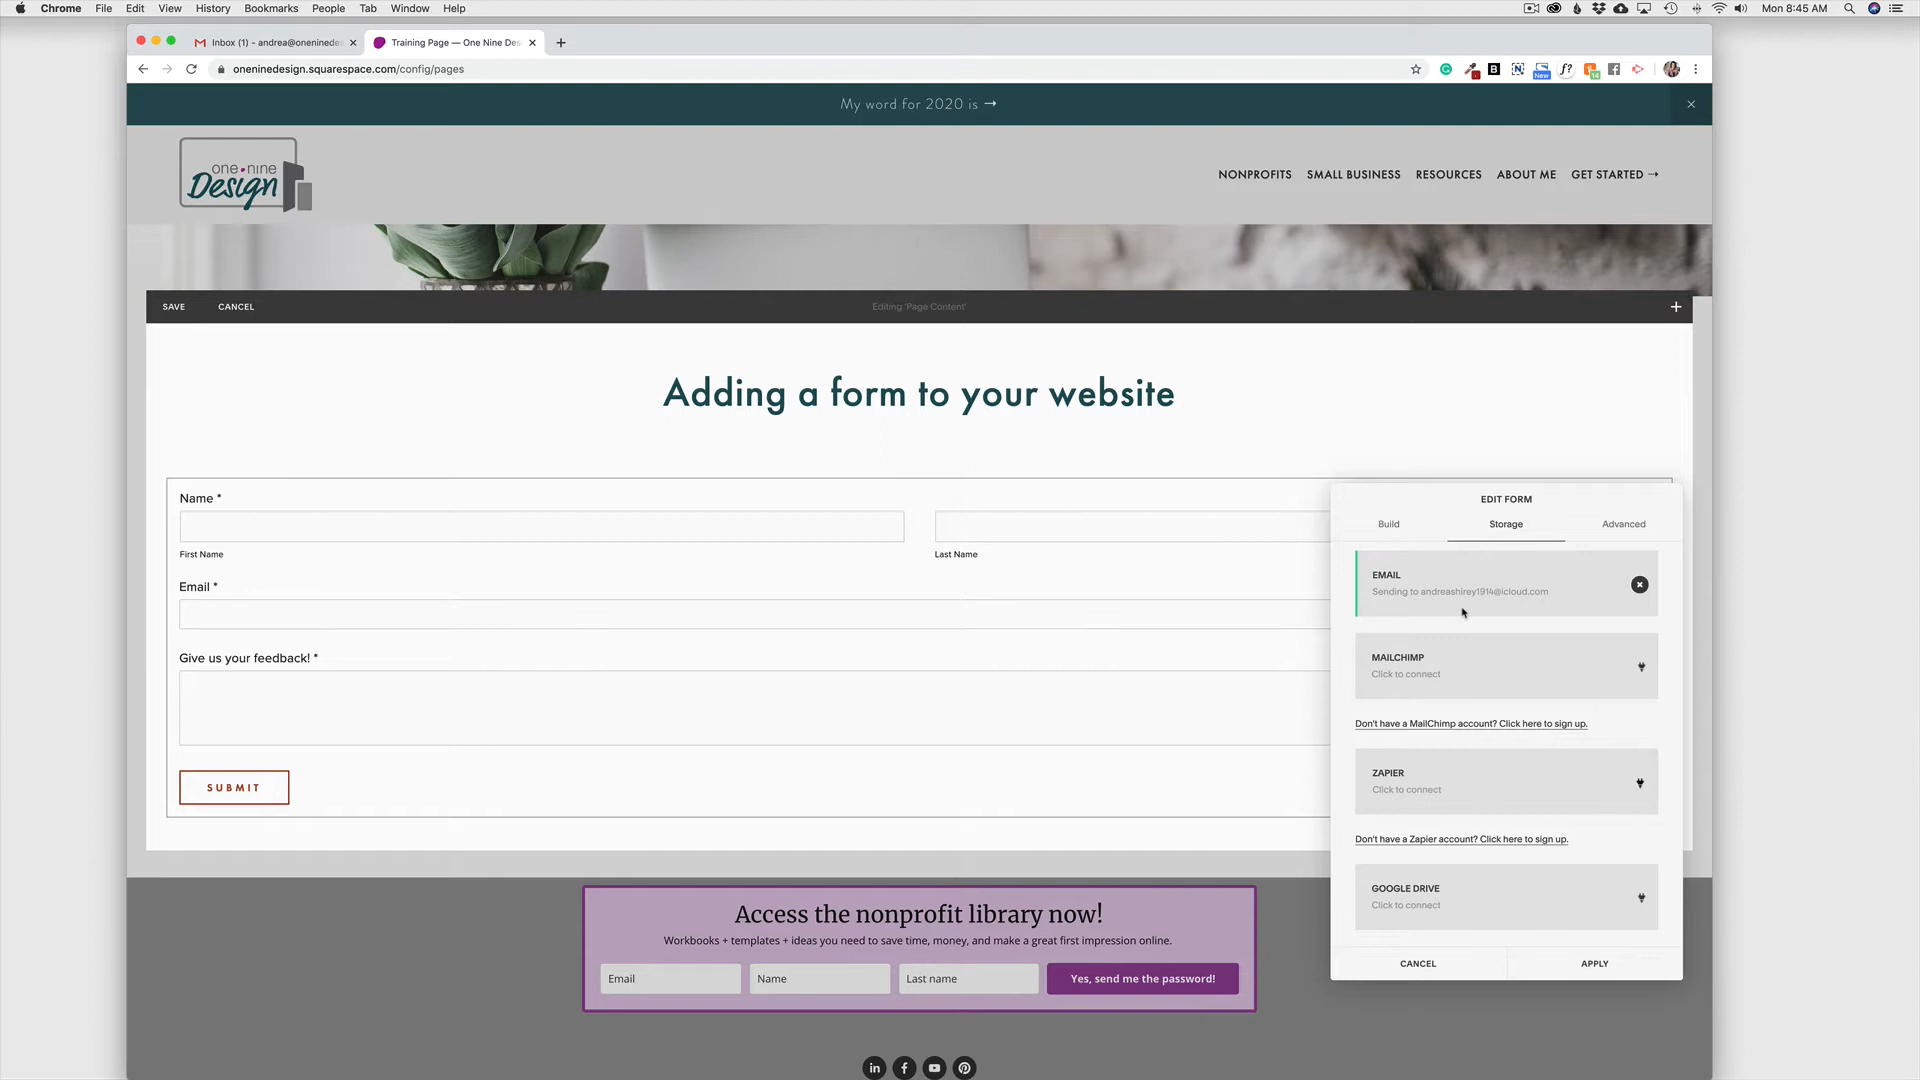 Chrome File Edit View History Bookmarks People Tab Window Help Mon 8:45 AM
Inbox (1) - andrea@oneninedes
Training Page — One Nine Des
oneninedesign.squarespace.com/config/pages
New
14
My word for 2020 is →
one•nine
Design
NONPROFITS SMALL BUSINESS RESOURCES ABOUT ME GET STARTED →
SAVE CANCEL Editing 'Page Content'
Adding a form to your website
Name *
First Name
Last Name
Email *
Give us your feedback! *
SUBMIT
EDIT FORM
Build Storage Advanced
EMAIL
Sending to andreashirey1914@icloud.com
MAILCHIMP
Click to connect
Don't have a MailChimp account? Click here to sign up.
ZAPIER
Click to connect
Don't have a Zapier account? Click here to sign up.
GOOGLE DRIVE
Click to connect
CANCEL APPLY
Access the nonprofit library now!
Workbooks + templates + ideas you need to save time, money, and make a great first impression online.
Email Name Last name Yes, send me the password!